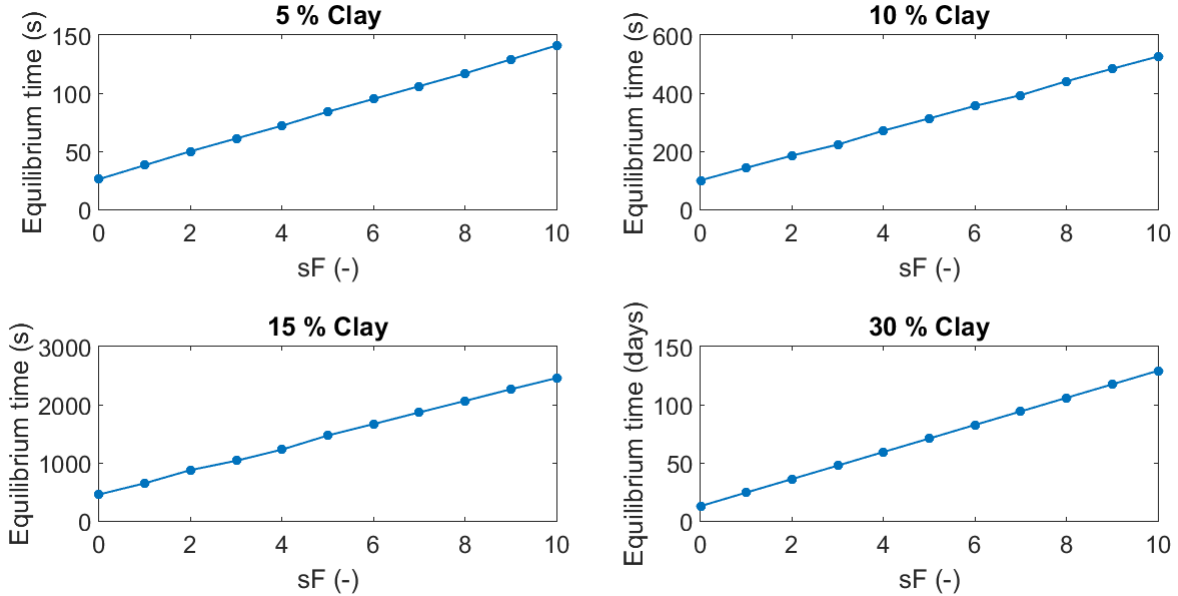 5 % Clay
Equilibrium time (s)
150
100
50
0
0 2 4 6 8 10
sF (-)
10 % Clay
Equilibrium time (s)
600
400
200
0
0 2 4 6 8 10
sF (-)
15 % Clay
Equilibrium time (s)
3000
2000
1000
0
0 2 4 6 8 10
sF (-)
30 % Clay
Equilibrium time (days)
150
100
50
0
0 2 4 6 8 10
sF (-)